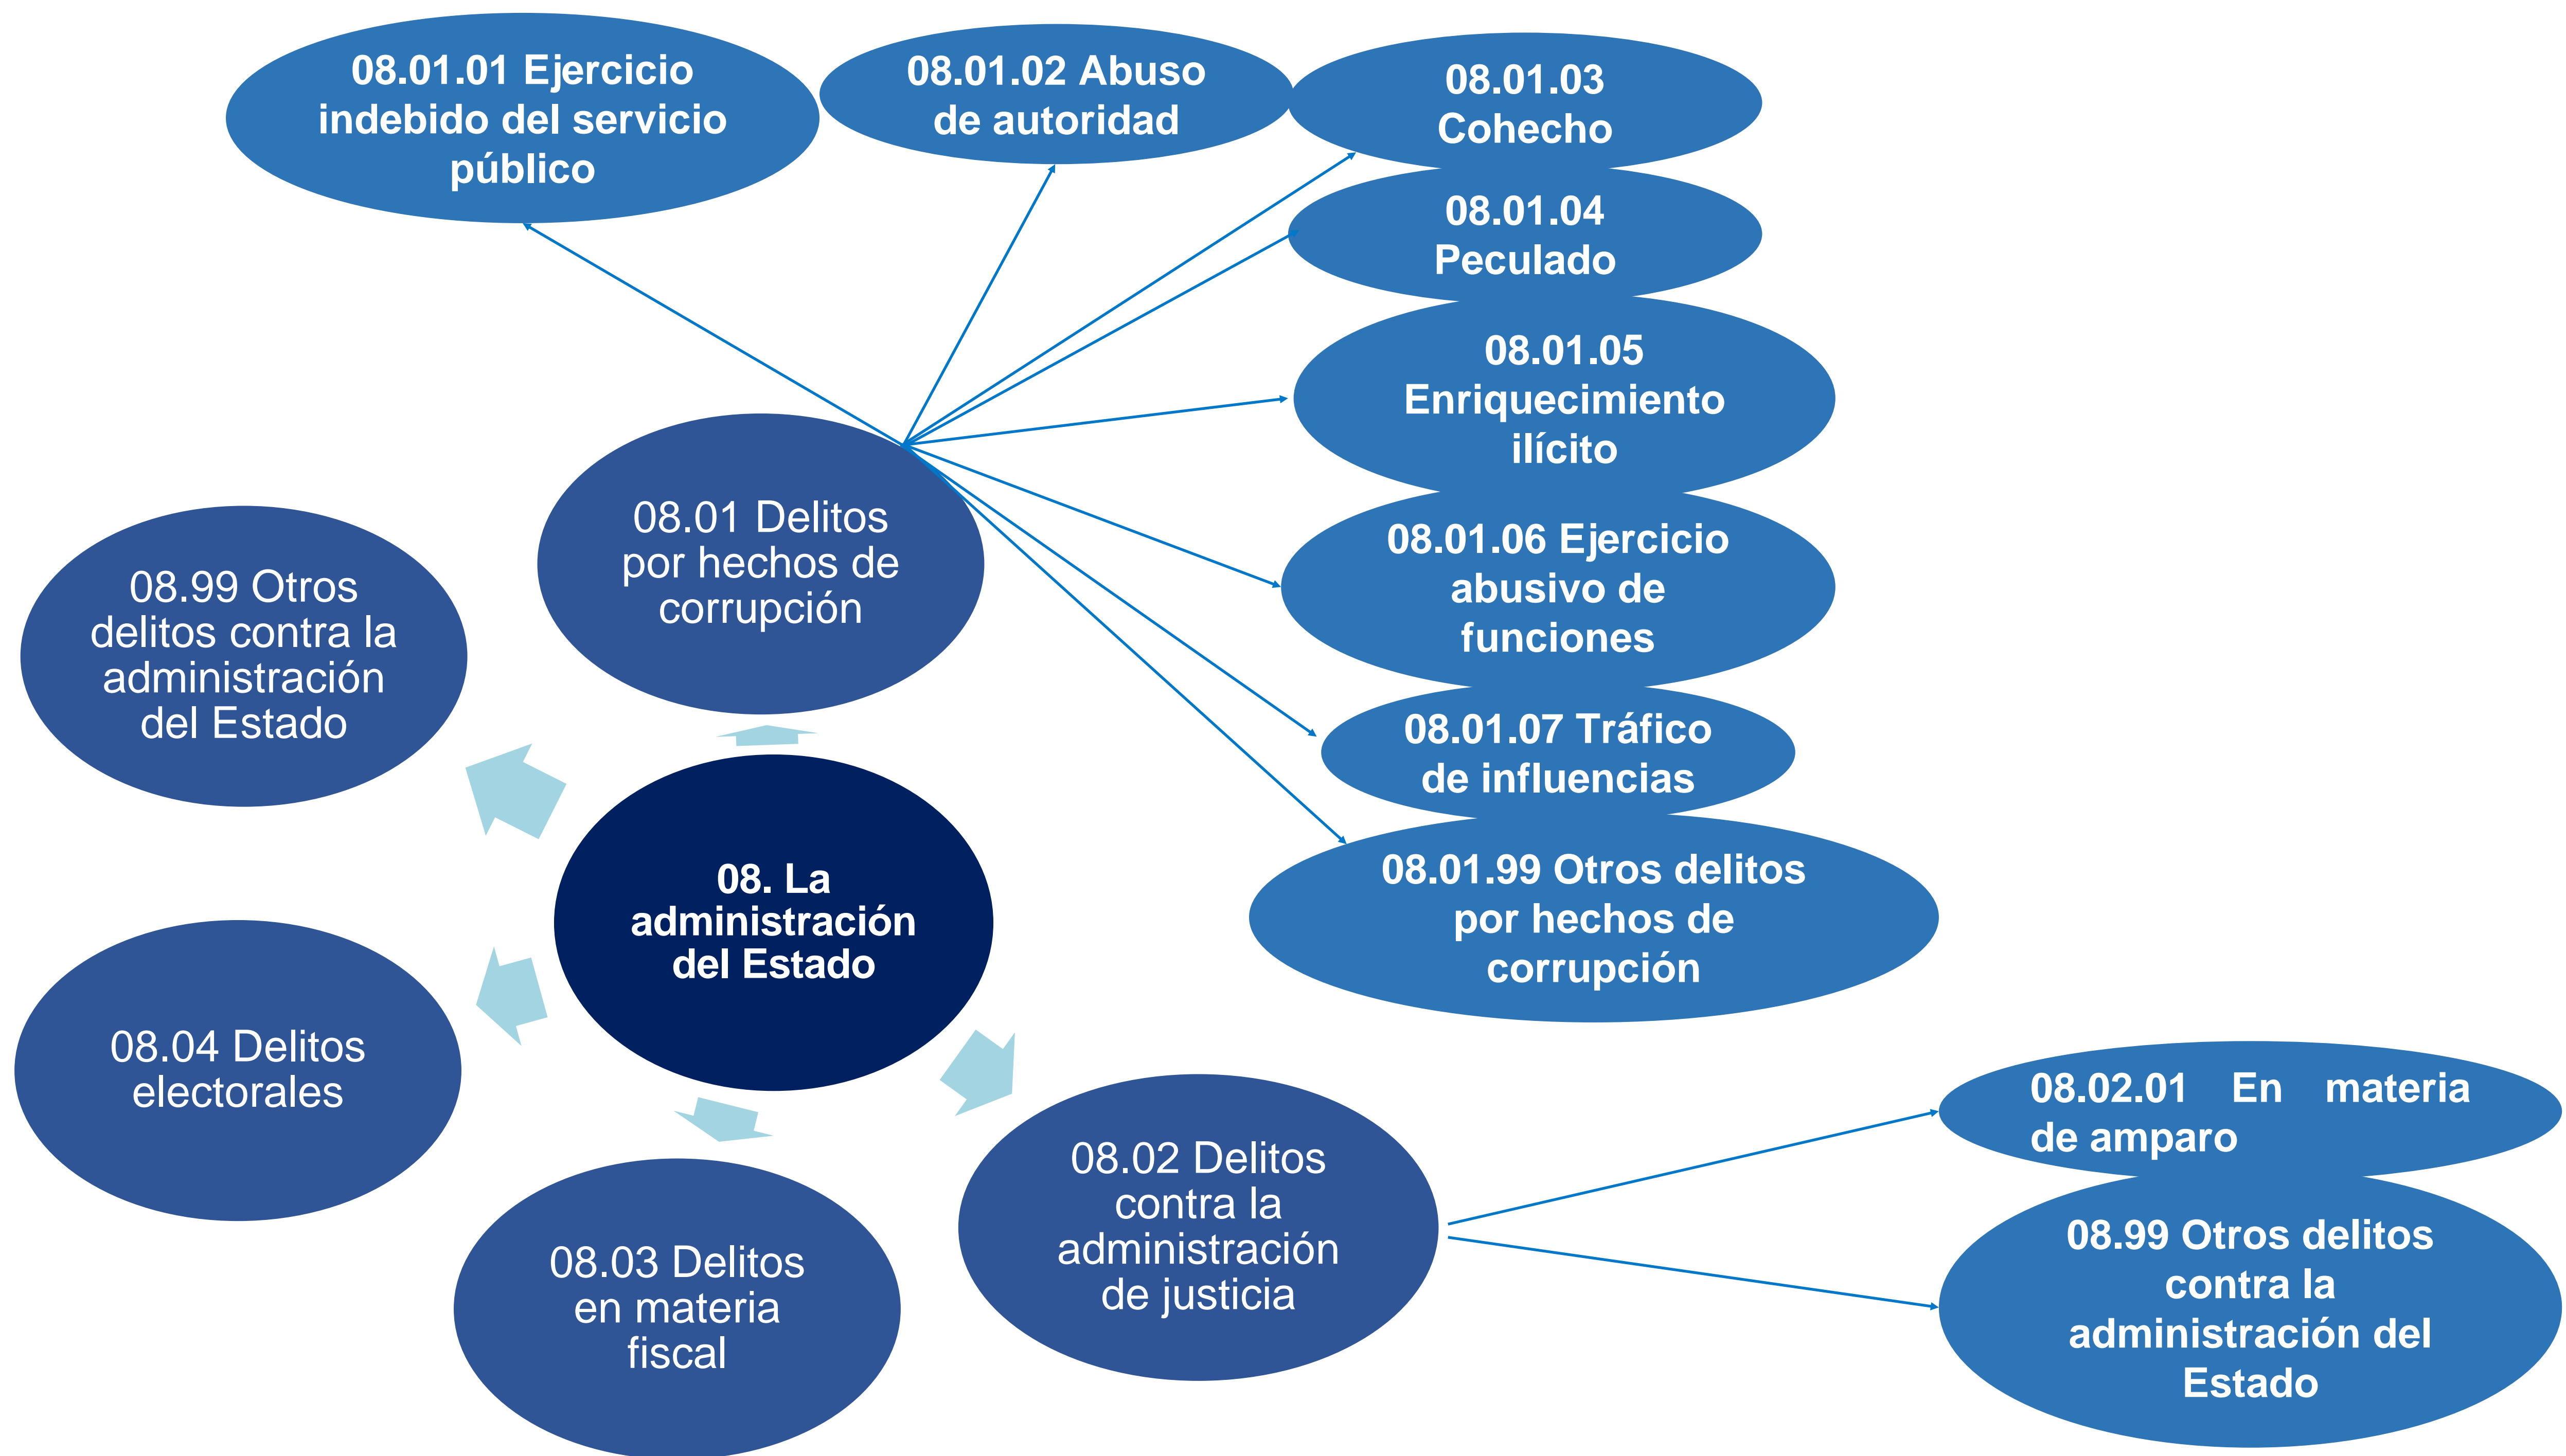 08.01.01 Ejercicio
indebido del servicio
público
08.01.02 Abuso
de autoridad
08.01.03
Cohecho
08.01.04
Peculado
08.01.05
Enriquecimiento
ilícito
08.01.06 Ejercicio
abusivo de
funciones
08.01.07 Tráfico
de influencias
08.01.99 Otros delitos
por hechos de
corrupción
08.01 Delitos
por hechos de
corrupción
08.99 Otros
delitos contra la
administración
del Estado
08. La
administración
del Estado
08.04 Delitos
electorales
08.03 Delitos
en materia
fiscal
08.02 Delitos
contra la
administración
de justicia
08.02.01 En materia
de amparo
08.99 Otros delitos
contra la
administración del
Estado